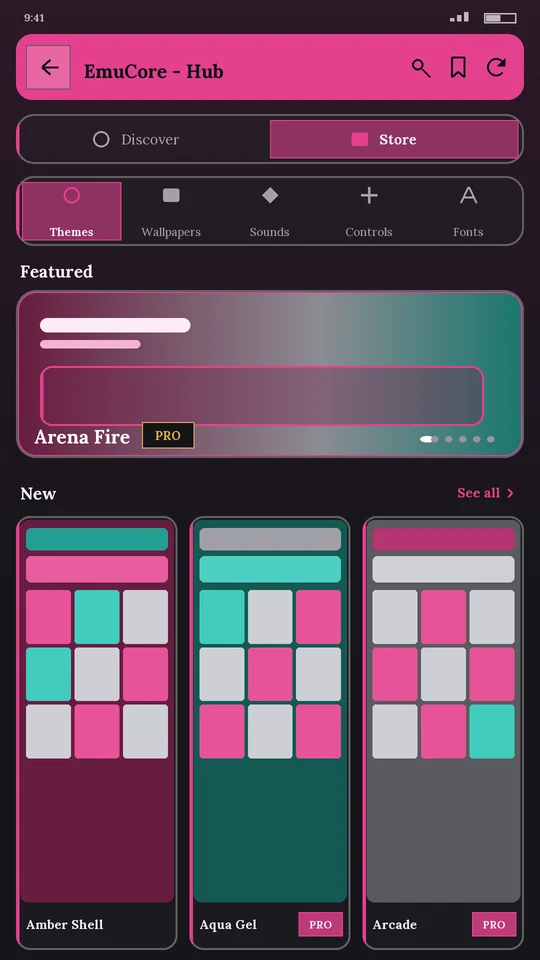 9:41
EmuCore - Hub
Discover
Store
Themes
Wallpapers
Sounds
Controls
Fonts
Featured
Arena Fire
PRO
New
See all
Amber Shell
Aqua Gel
PRO
Arcade
PRO